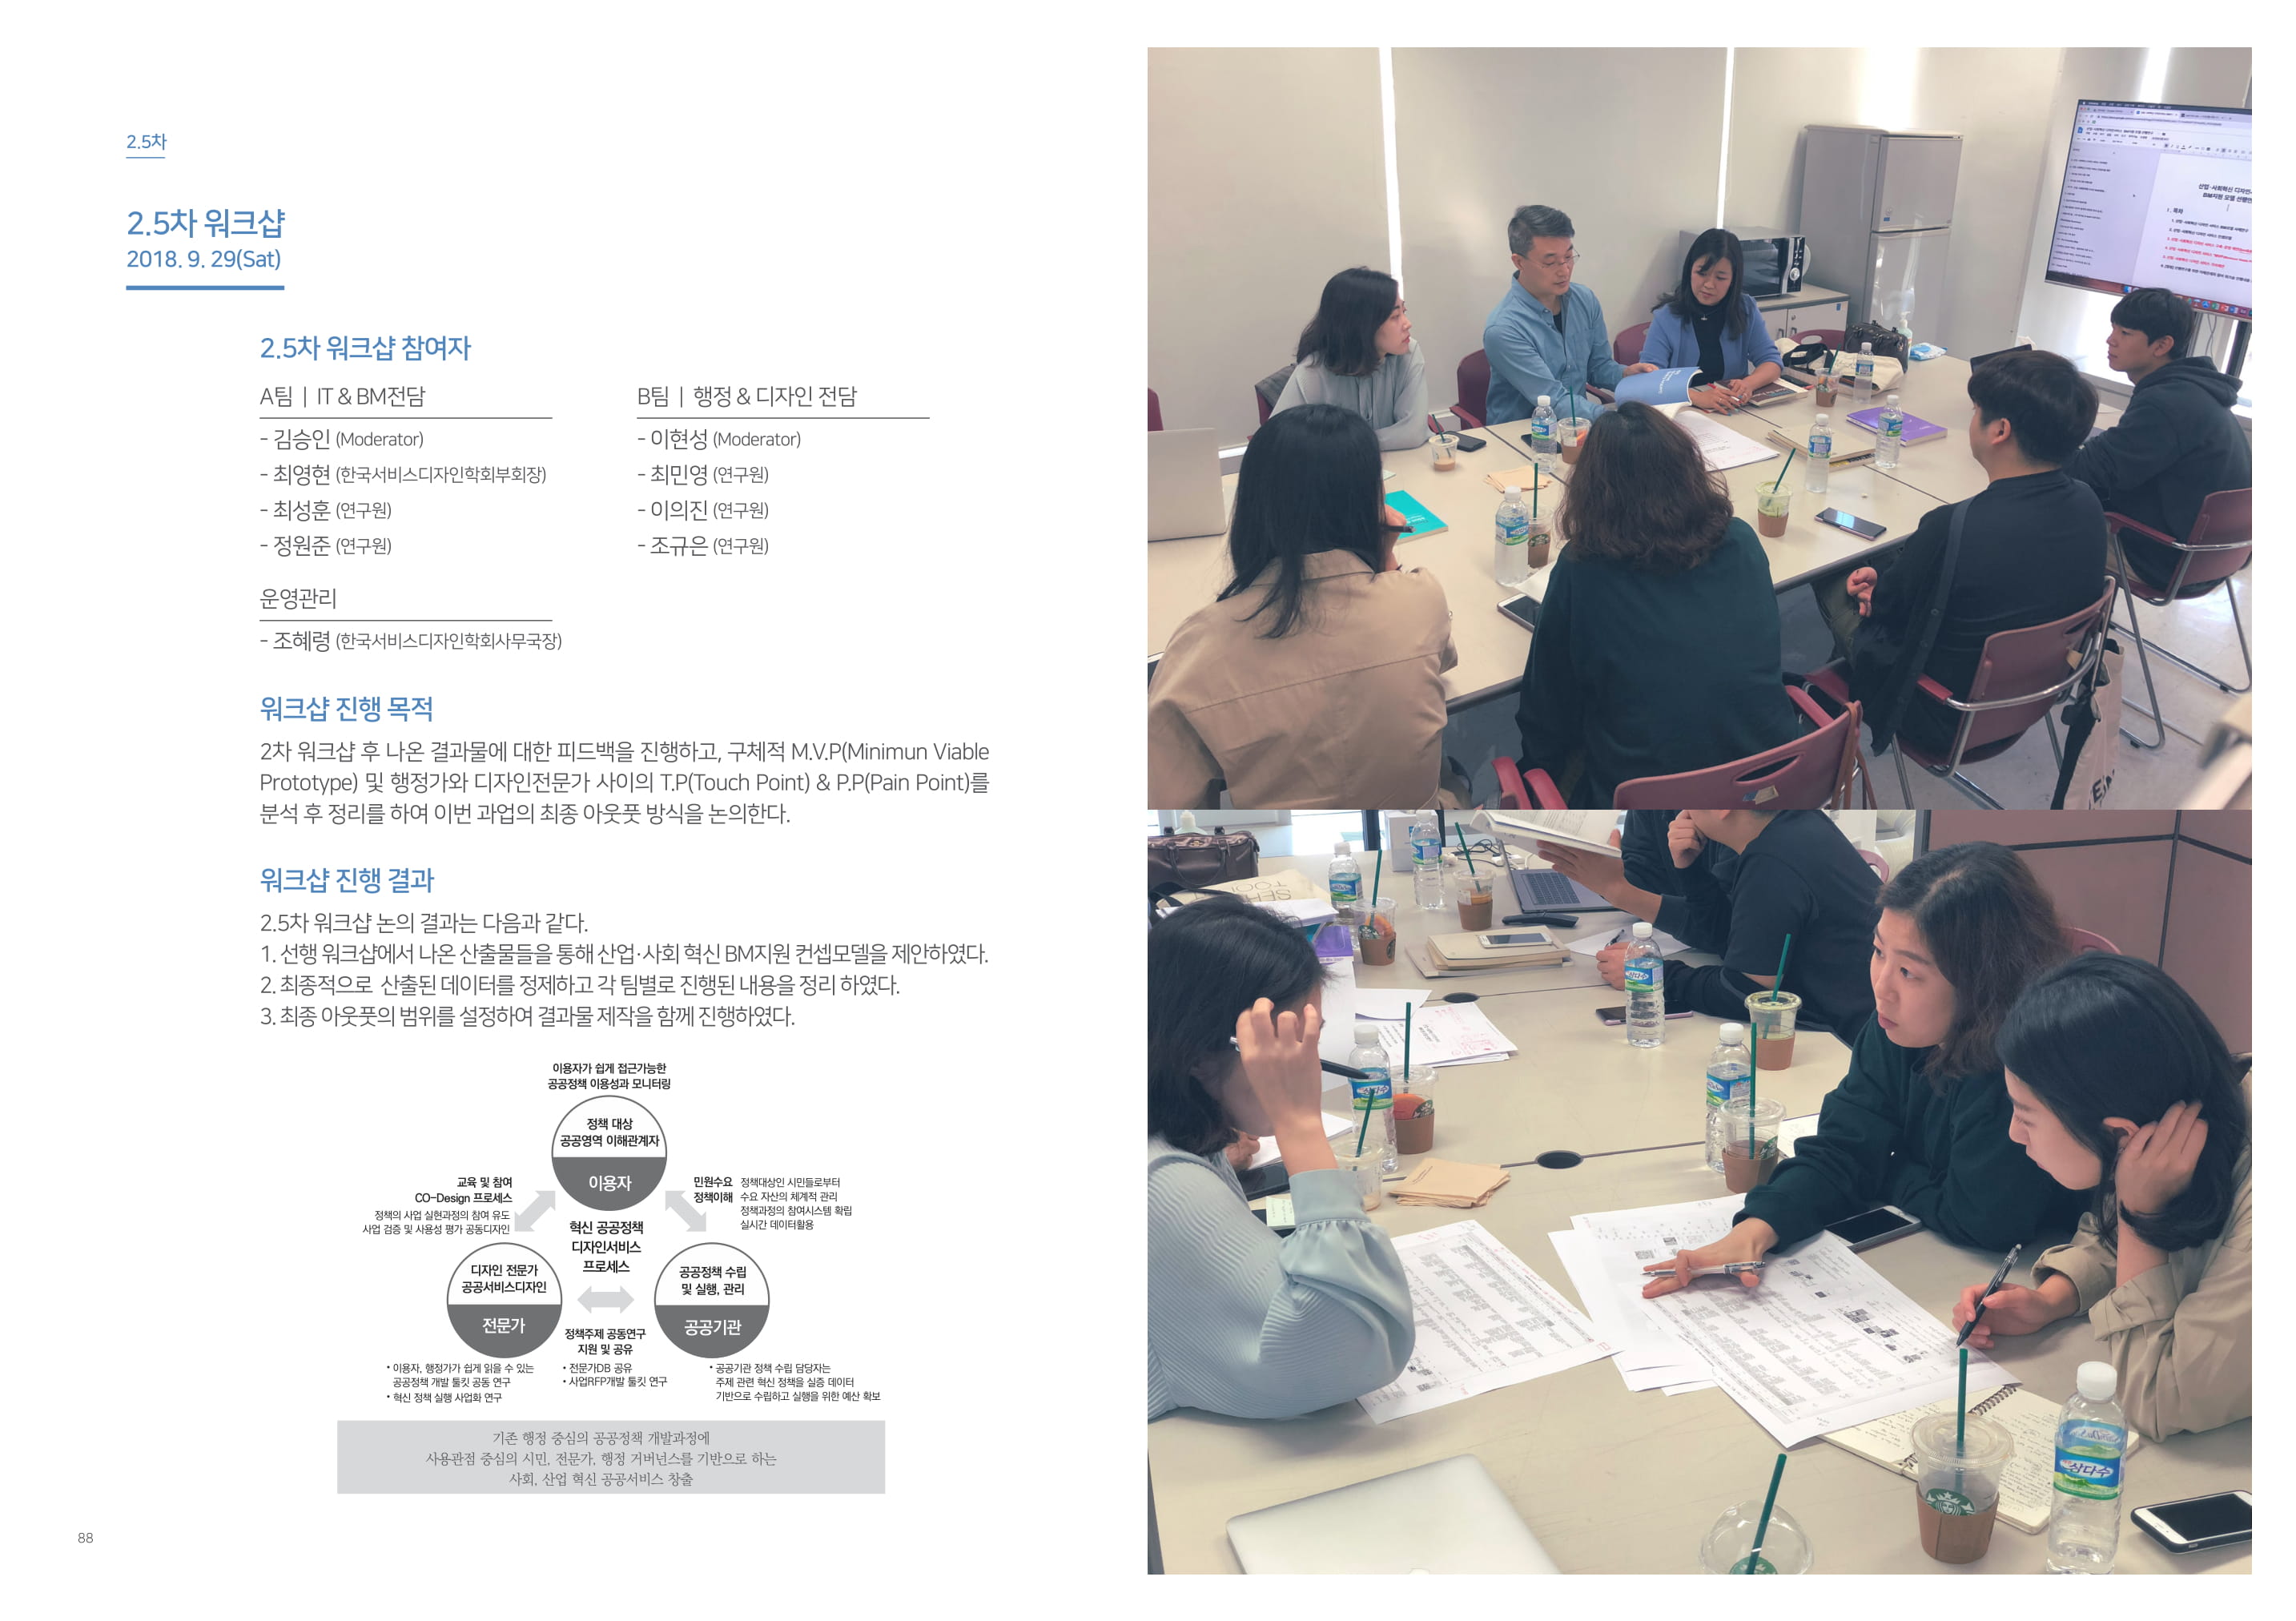 2.5차
2.5차 워크샵
2018. 9. 29(Sat)
2.5차 워크샵 참여자
A팀 | IT & BM전담
- 김승인 (Moderator)
- 최영현 (한국서비스디자인학회부회장)
- 최성훈 (연구원)
- 정원준 (연구원)
B팀 | 행정 & 디자인 전담
- 이현성 (Moderator)
- 최민영 (연구원)
- 이의진 (연구원)
- 조규은 (연구원)
운영관리
- 조혜령 (한국서비스디자인학회사무국장)
워크샵 진행 목적
2차 워크샵 후 나온 결과물에 대한 피드백을 진행하고, 구체적 M.V.P(Minimun Viable
Prototype) 및 행정가와 디자인전문가 사이의 T.P(Touch Point) & P.P(Pain Point)를
분석 후 정리를 하여 이번 과업의 최종 아웃풋 방식을 논의한다.
워크샵 진행 결과
2.5차 워크샵 논의 결과는 다음과 같다.
1. 선행 워크샵에서 나온 산출물들을 통해 산업·사회 혁신 BM지원 컨셉모델을 제안하였다.
2. 최종적으로 산출된 데이터를 정제하고 각 팀별로 진행된 내용을 정리 하였다.
3. 최종 아웃풋의 범위를 설정하여 결과물 제작을 함께 진행하였다.
이용자가 쉽게 접근가능한
공공정책 이용성과 모니터링
정책 대상
공공영역 이해관계자
이용자
교육 및 참여
CO-Design 프로세스
정책의 사업 실현과정의 참여 유도
사업 검증 및 사용성 평가 공동디자인
민원수요
정책이해
정책대상인 시민들로부터
수요 자산의 체계적 관리
정책과정의 참여시스템 확립
실시간 데이터활용
혁신 공공정책
디자인서비스
프로세스
디자인 전문가
공공서비스디자인
전문가
공공정책 수립
및 실행, 관리
공공기관
정책주제 공동연구
지원 및 공유
• 이용자, 행정가가 쉽게 읽을 수 있는
공공정책 개발 툴킷 공동 연구
• 혁신 정책 실행 사업화 연구
• 전문가DB 공유
• 사업RFP개발 툴킷 연구
• 공공기관 정책 수립 담당자는
주제 관련 혁신 정책을 실증 데이터
기반으로 수립하고 실행을 위한 예산 확보
기존 행정 중심의 공공정책 개발과정에
사용관점 중심의 시민, 전문가, 행정 거버넌스를 기반으로 하는
사회, 산업 혁신 공공서비스 창출
88
삼다수
삼다수